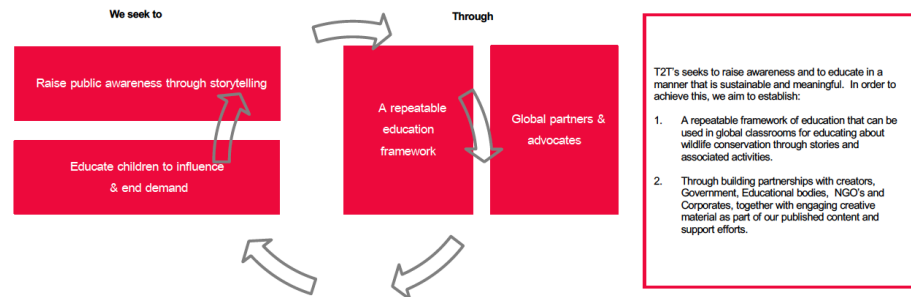 We seek to
Through
Raise public awareness through storytelling
Educate children to influence
& end demand
A repeatable
education
framework
Global partners &
advocates
T2T's seeks to raise awareness and to educate in a
manner that is sustainable and meaningful. In order to
achieve this, we aim to establish:
1. A repeatable framework of education that can be
used in global classrooms for educating about
wildlife conservation through stories and
associated activities.
2. Through building partnerships with creators,
Government, Educational bodies, NGO's and
Corporates, together with engaging creative
material as part of our published content and
support efforts.